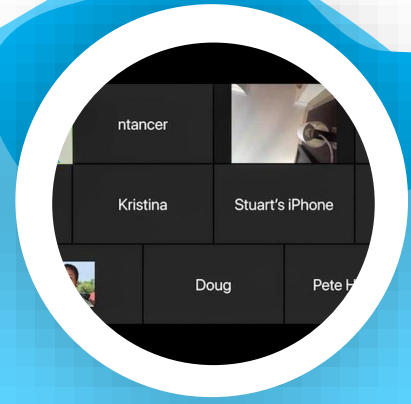 ntancer
Kristina
Stuart's iPhone
Doug
Pete H